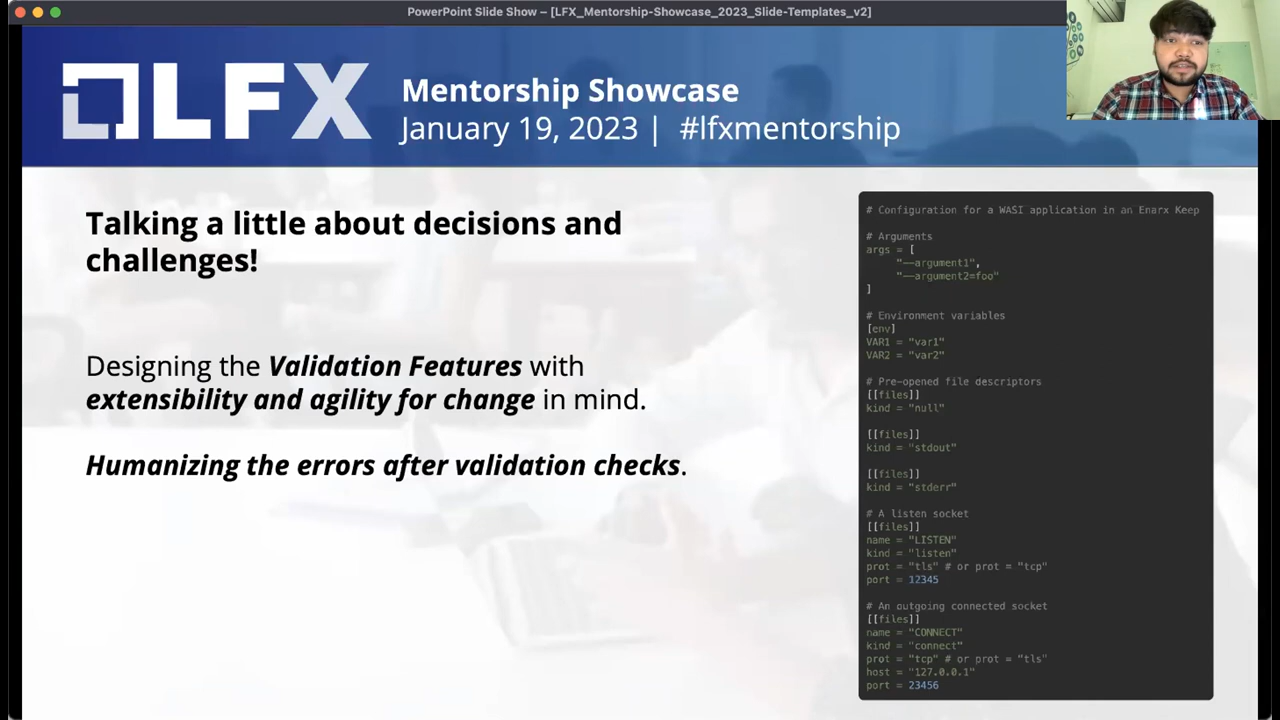 PowerPoint Slide Show – [LFX_Mentorship-Showcase_2023_Slide-Templates_v2]
LFX
Mentorship Showcase
January 19, 2023 | #lfxmentorship
Talking a little about decisions and
challenges!
Designing the Validation Features with
extensibility and agility for change in mind.
Humanizing the errors after validation checks.
# Configuration for a WASI application in an Enarx Keep
# Arguments
args = [
"--argument1",
"--argument2=foo"
]
# Environment variables
[env]
VAR1 = "var1"
VAR2 = "var2"
# Pre-opened file descriptors
[[files]]
kind = "null"
[[files]]
kind = "stdout"
[[files]]
kind = "stderr"
# A listen socket
[[files]]
name = "LISTEN"
kind = "listen"
prot = "tls" # or prot = "tcp"
port = 12345
# An outgoing connected socket
[[files]]
name = "CONNECT"
kind = "connect"
prot = "tcp" # or prot = "tls"
host = "127.0.0.1"
port = 23456